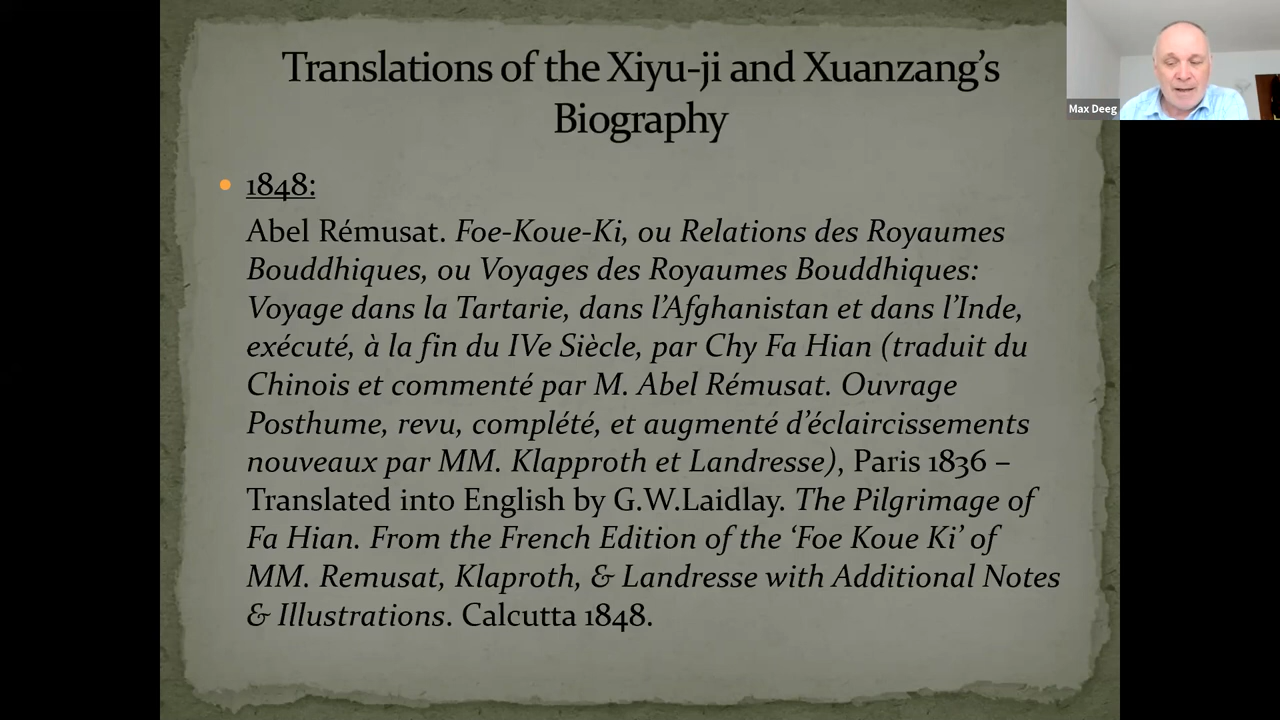 Translations of the Xiyu-ji and Xuanzang’s
Biography
Max Deeg
• 1848:
Abel Rémusat. Foe-Koue-Ki, ou Relations des Royaumes
Bouddhiques, ou Voyages des Royaumes Bouddhiques:
Voyage dans la Tartarie, dans l’Afghanistan et dans l’Inde,
exécuté, à la fin du IVe Siècle, par Chy Fa Hian (traduit du
Chinois et commenté par M. Abel Rémusat. Ouvrage
Posthume, revu, complété, et augmenté d’éclaircissements
nouveaux par MM. Klapproth et Landresse), Paris 1836 –
Translated into English by G.W.Laidlay. The Pilgrimage of
Fa Hian. From the French Edition of the ‘Foe Koue Ki’ of
MM. Remusat, Klaproth, & Landresse with Additional Notes
& Illustrations. Calcutta 1848.